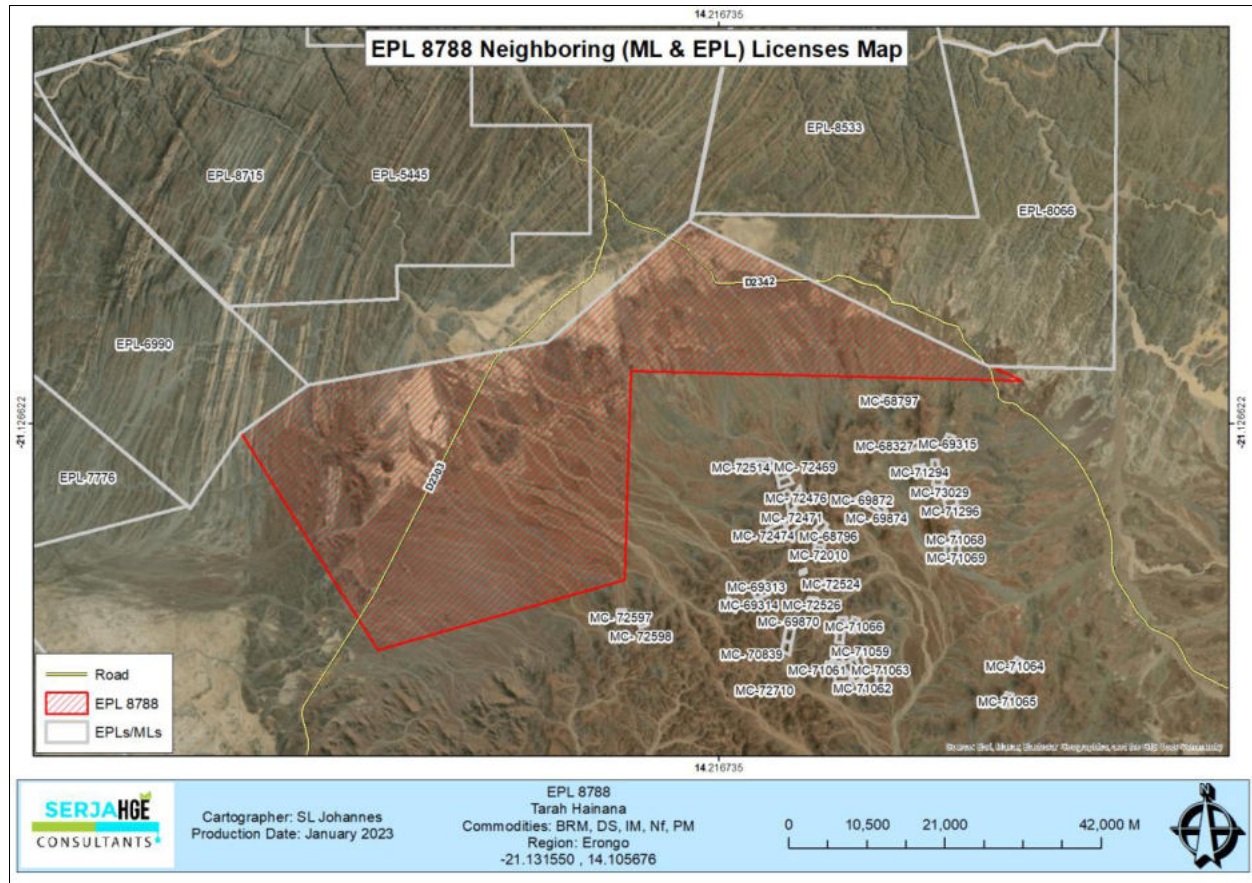 14.216735
EPL 8788 Neighboring (ML & EPL) Licenses Map
EPL-8533
EPL-8715
EPL-5445
EPL-8066
D2342
EPL-6990
-21.126622
-21.126622
MC-68797
MC-68327
MC-69315
MC-72514
MC- 72469
MC-71294
EPL-7776
D2303
MC-73029
MC- 72476
MC- 69872
MC-71296
MC- 72471
MC- 69874
MC- 72474
MC-68796
MC-71068
MC-72010
MC-71069
MC-69313
MC-72524
MC-69314
MC-72526
MC- 72597
MC- 69870
MC-71066
MC- 72598
MC- 70839
MC-71059
MC-71061
MC-71063
MC-71064
MC-72710
MC-71062
MC-71065
Road
EPL 8788
EPLs/MLs
14.216735
SERJAHGE
CONSULTANTS
Cartographer: SL Johannes
Production Date: January 2023
EPL 8788
Tarah Hainana
Commodities: BRM, DS, IM, Nf, PM
Region: Erongo
-21.131550 , 14.105676
0 10,500 21,000 42,000 M
N